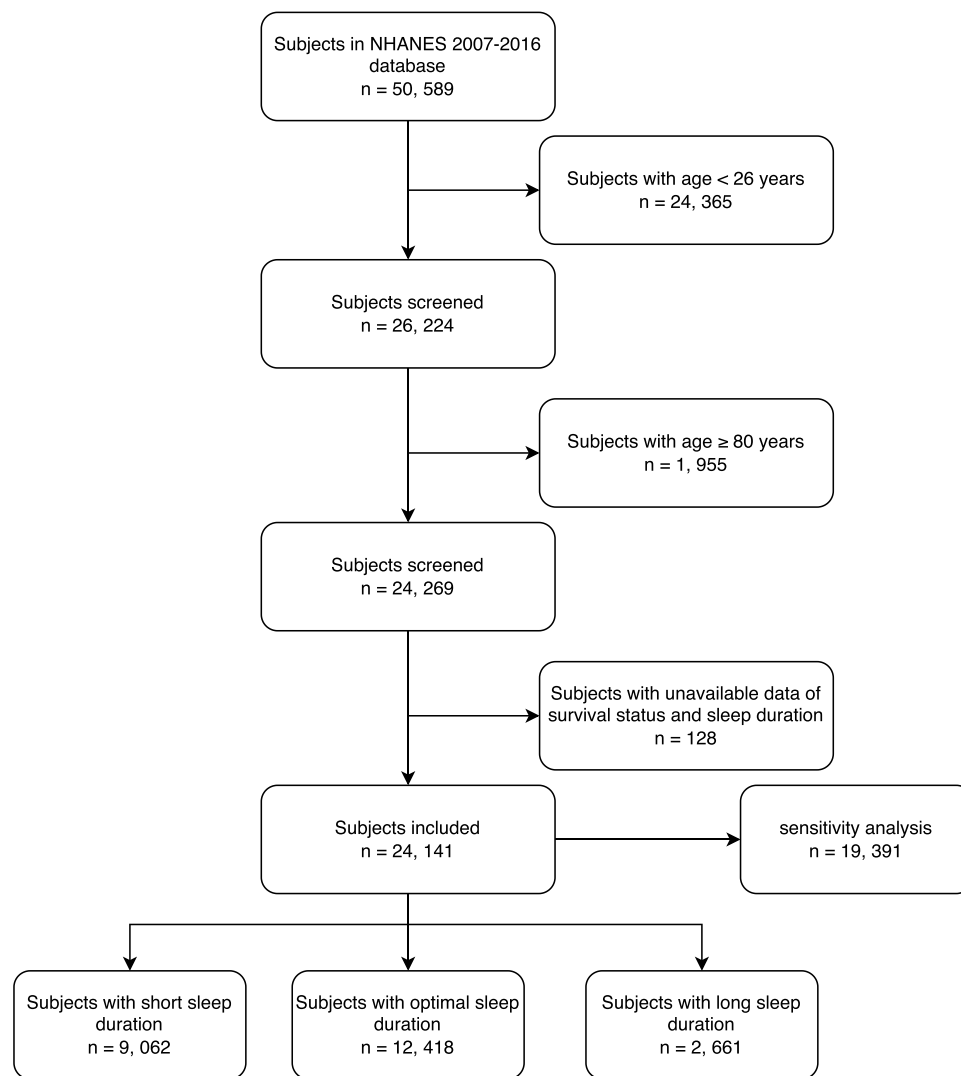 Subjects in NHANES 2007-2016
database
n = 50, 589
Subjects with age < 26 years
n = 24, 365
Subjects screened
n = 26, 224
Subjects with age ≥ 80 years
n = 1, 955
Subjects screened
n = 24, 269
Subjects with unavailable data of
survival status and sleep duration
n = 128
Subjects included
n = 24, 141
sensitivity analysis
n = 19, 391
Subjects with short sleep
duration
n = 9, 062
Subjects with optimal sleep
duration
n = 12, 418
Subjects with long sleep
duration
n = 2, 661